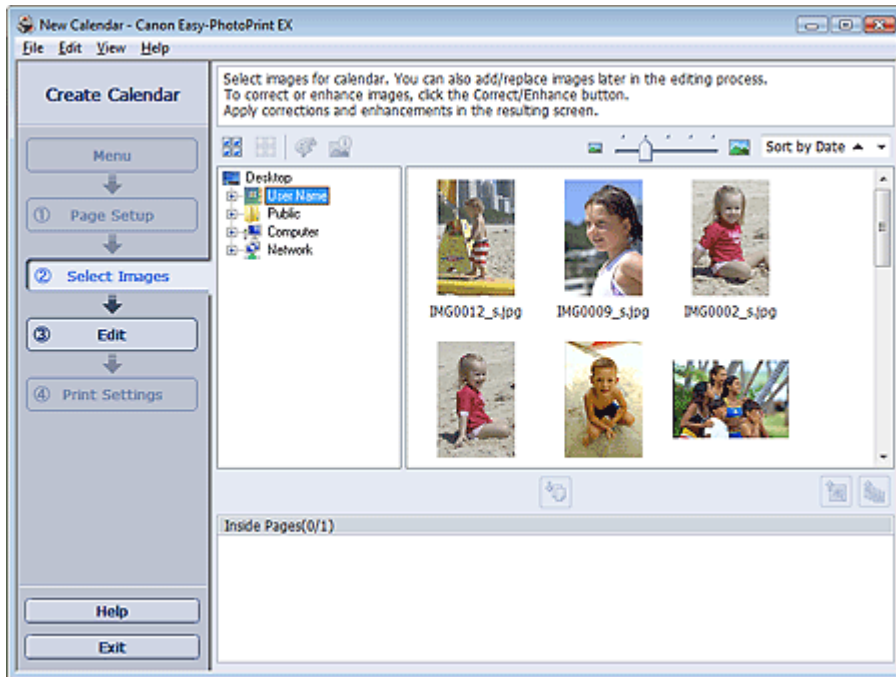 New Calendar - Canon Easy-PhotoPrint EX
File Edit View Help
Create Calendar
Menu
① Page Setup
② Select Images
③ Edit
④ Print Settings
Help
Exit
Select images for calendar. You can also add/replace images later in the editing process.
To correct or enhance images, click the Correct/Enhance button.
Apply corrections and enhancements in the resulting screen.
Sort by Date
Desktop
User Name
Public
Computer
Network
IMG0012_s.jpg IMG0009_s.jpg IMG0002_s.jpg
Inside Pages(0/1)